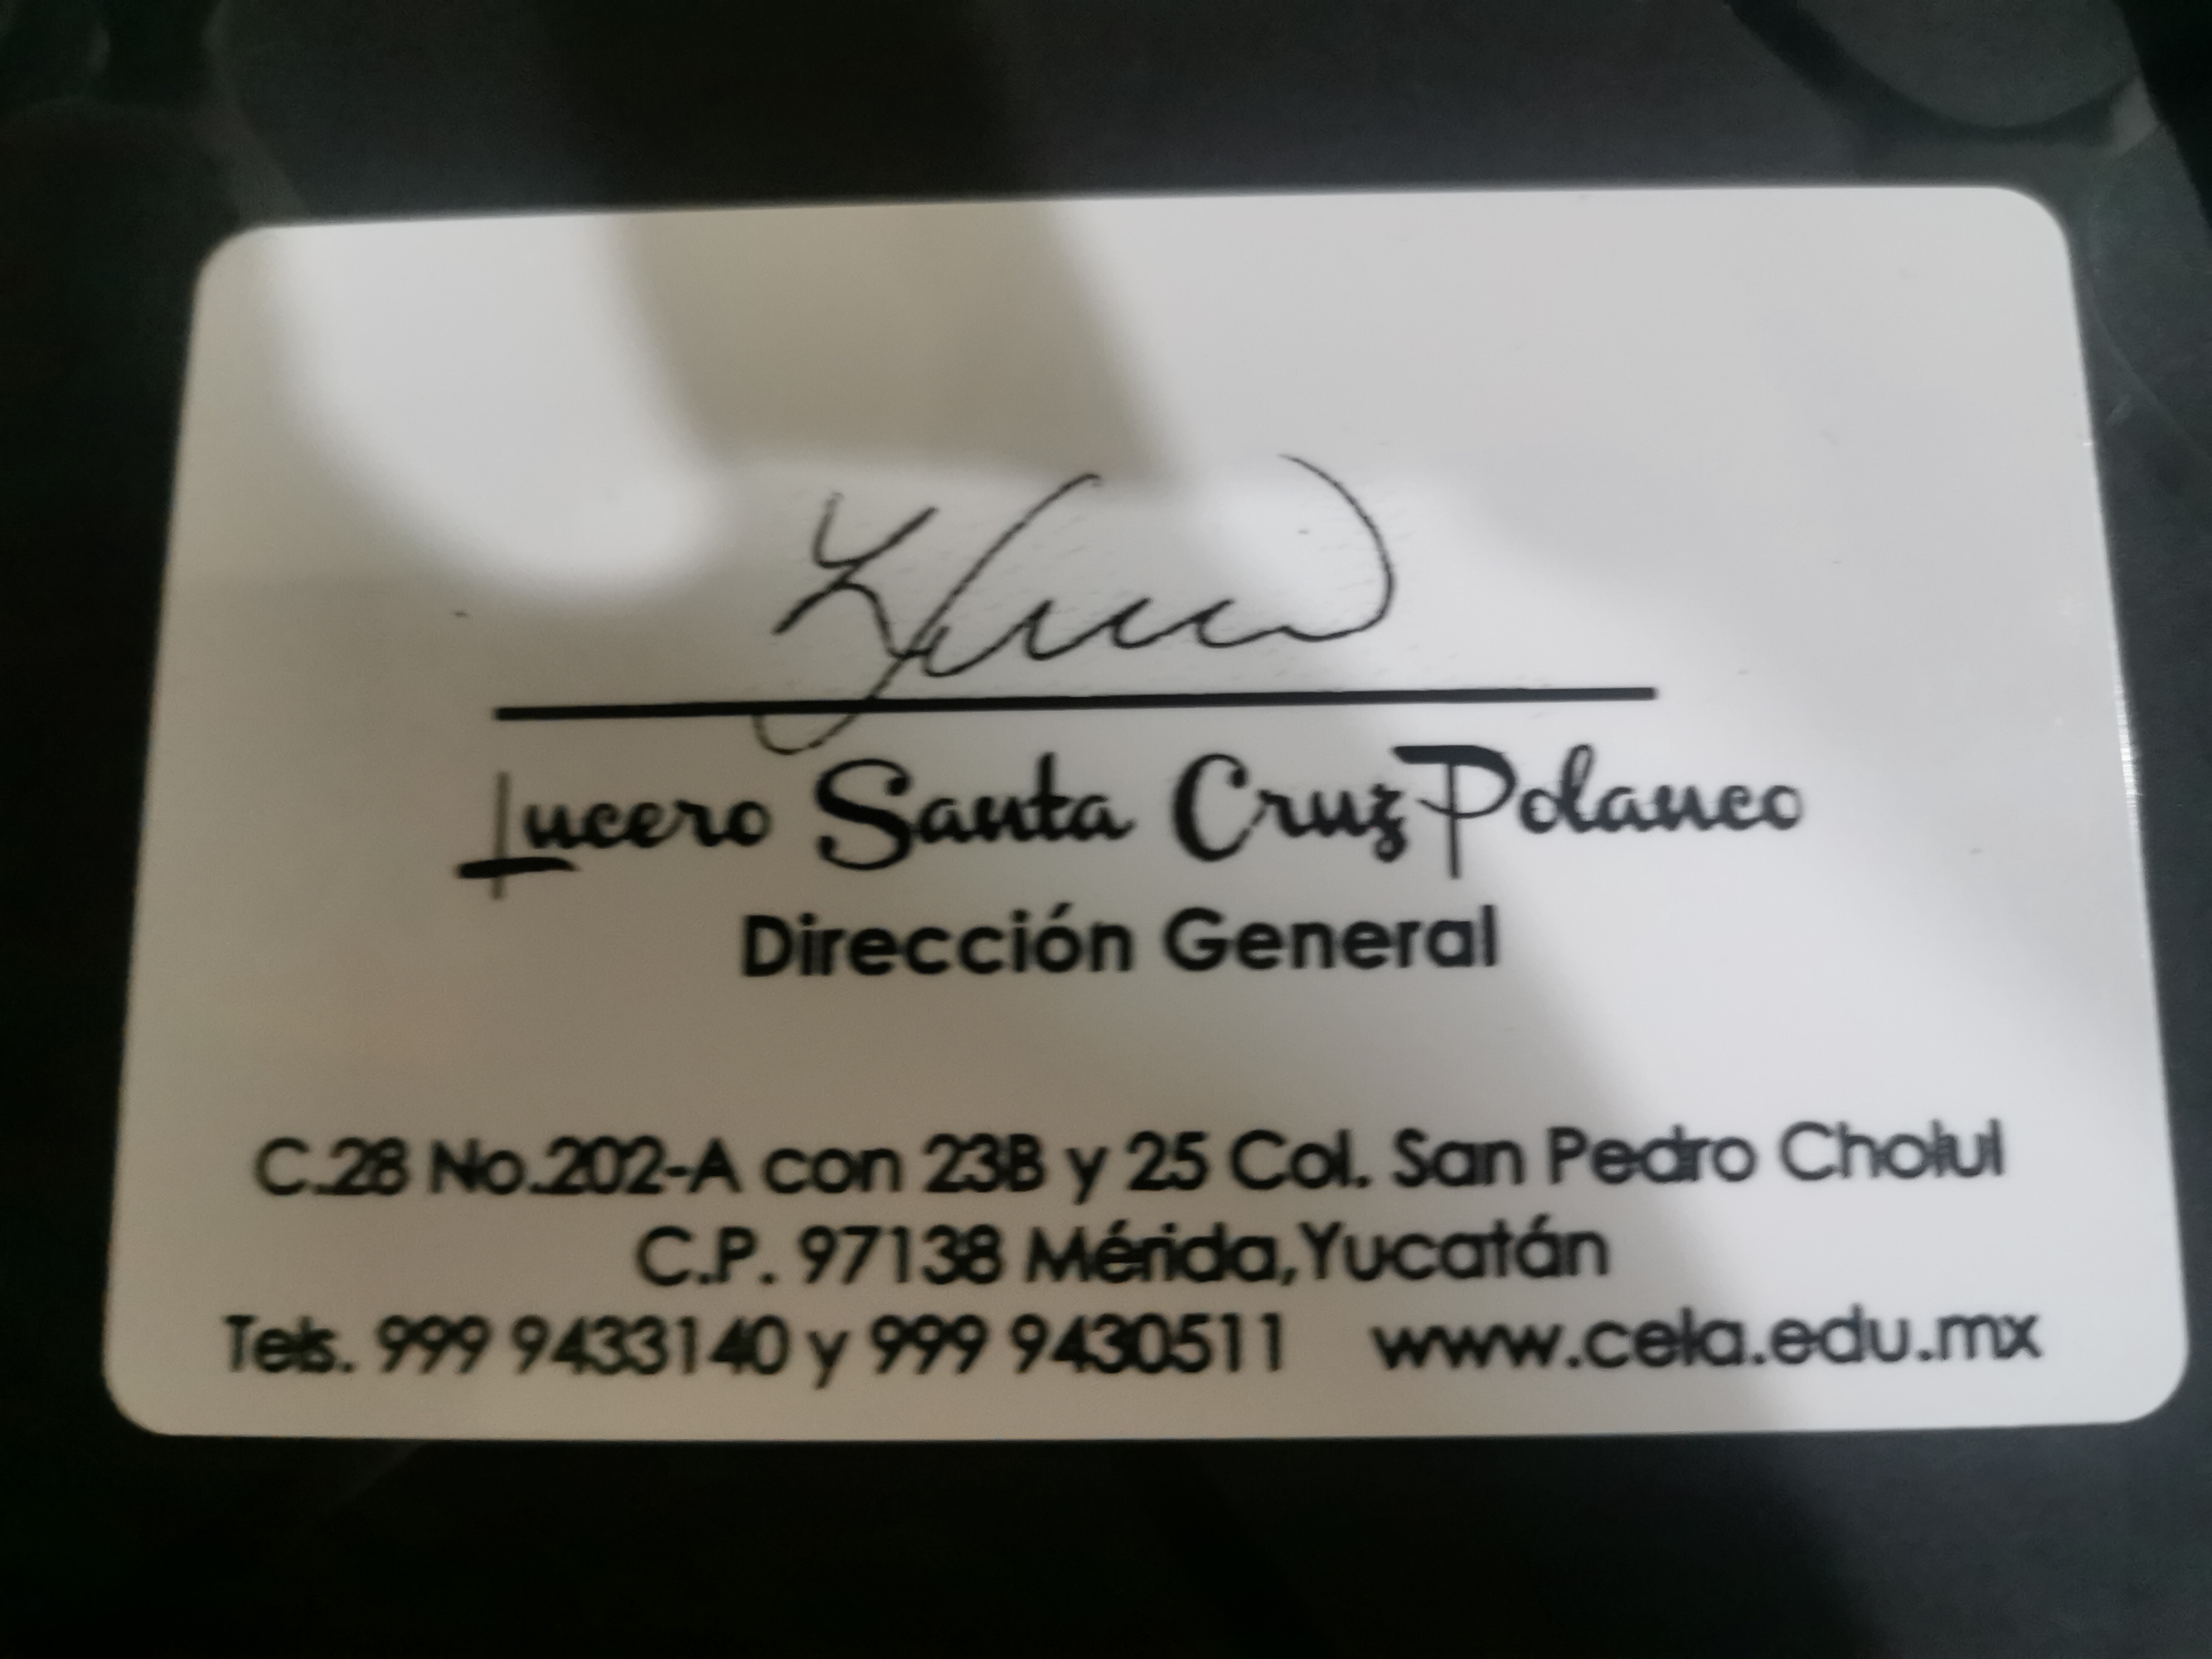 Lucero Santa Cruz Polanco
Dirección General
C.28 No.202-A con 23B y 25 Col. San Pedro Cholul
C.P. 97138 Mérida,Yucatán
Tels. 999 9433140 y 999 9430511 www.cela.edu.mx